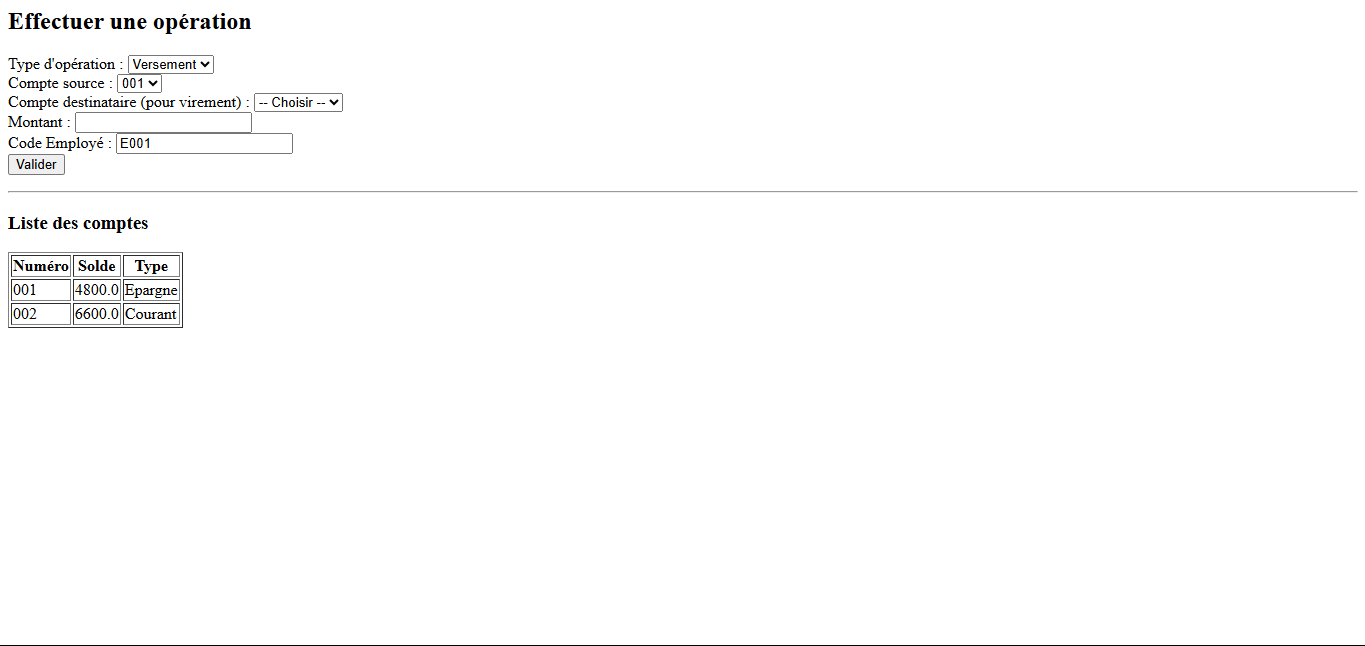 Effectuer une opération
Type d'opération : Versement
Compte source : 001
Compte destinataire (pour virement) : -- Choisir --
Montant :
Code Employé : E001
Valider
Liste des comptes
Numéro Solde Type
001 4800.0 Epargne
002 6600.0 Courant